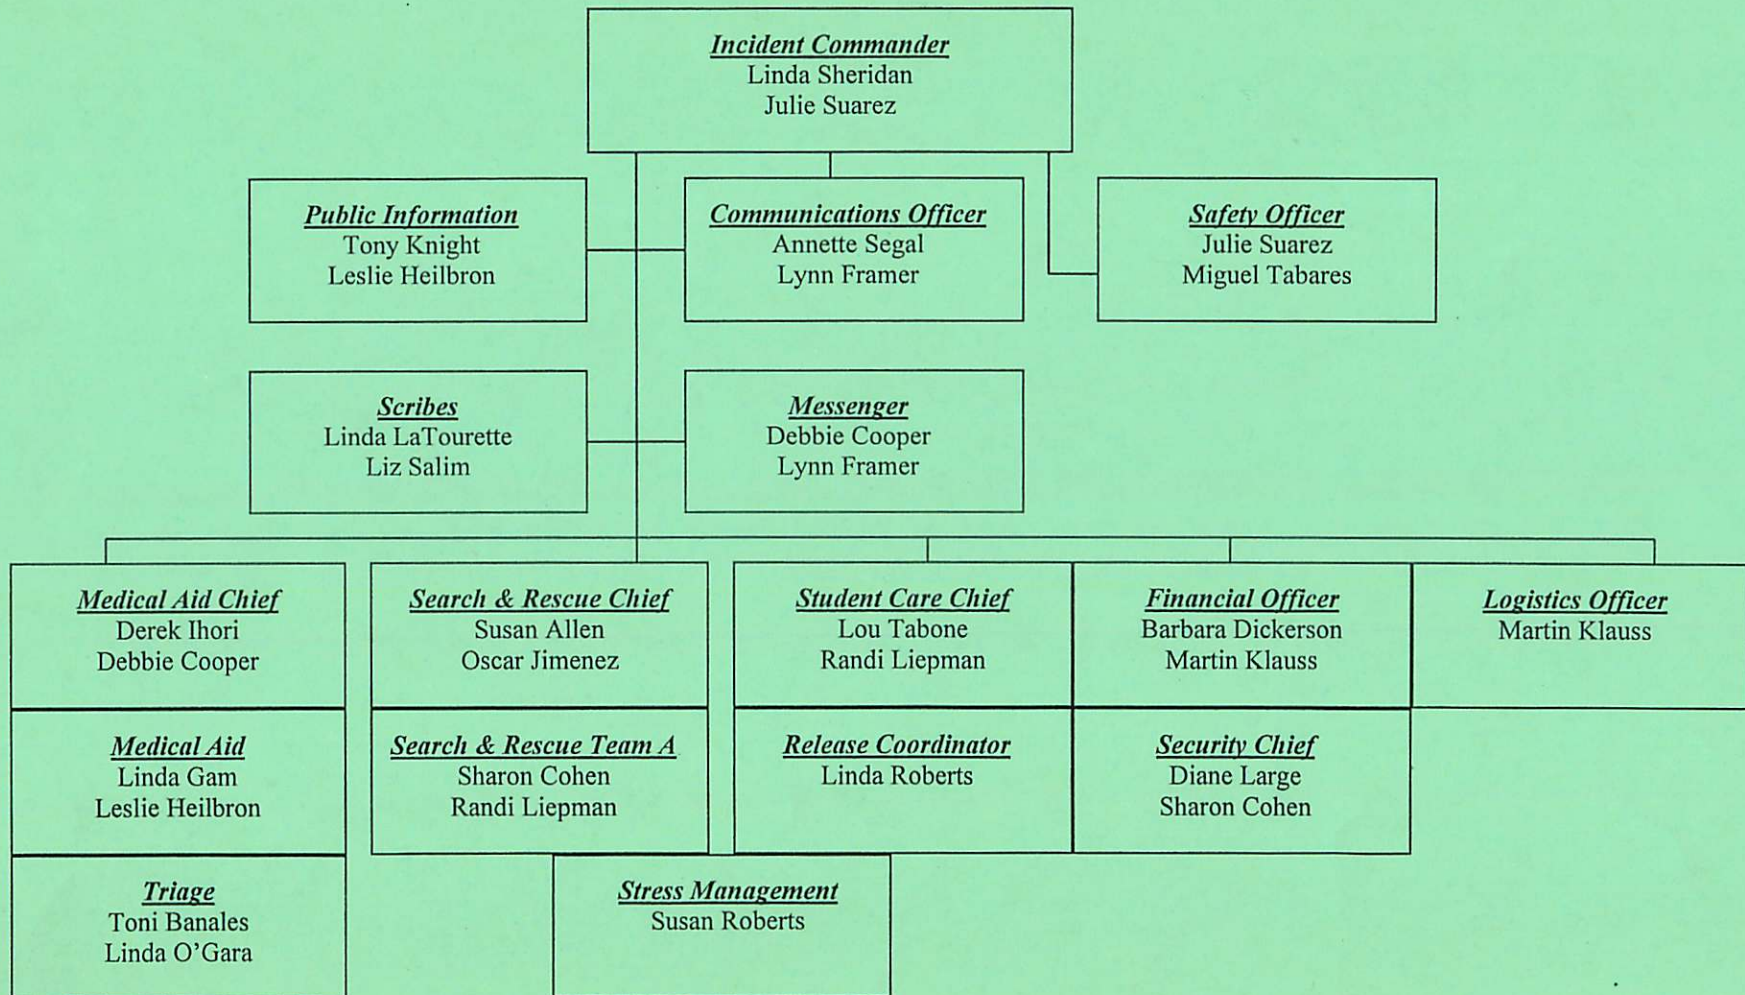 Incident Commander
Linda Sheridan
Julie Suarez
Public Information
Tony Knight
Leslie Heilbron
Communications Officer
Annette Segal
Lynn Framer
Safety Officer
Julie Suarez
Miguel Tabares
Scribes
Linda LaTourette
Liz Salim
Messenger
Debbie Cooper
Lynn Framer
Medical Aid Chief
Derek Ihori
Debbie Cooper
Search & Rescue Chief
Susan Allen
Oscar Jimenez
Student Care Chief
Lou Tabone
Randi Liepman
Financial Officer
Barbara Dickerson
Martin Klauss
Logistics Officer
Martin Klauss
Medical Aid
Linda Gam
Leslie Heilbron
Search & Rescue Team A
Sharon Cohen
Randi Liepman
Release Coordinator
Linda Roberts
Security Chief
Diane Large
Sharon Cohen
Triage
Toni Banales
Linda O'Gara
Stress Management
Susan Roberts